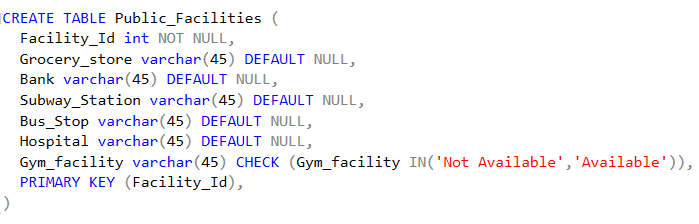 CREATE TABLE Public_Facilities (
Facility_Id int NOT NULL,
Grocery_store varchar(45) DEFAULT NULL,
Bank varchar(45) DEFAULT NULL,
Subway_Station varchar(45) DEFAULT NULL,
Bus_Stop varchar(45) DEFAULT NULL,
Hospital varchar(45) DEFAULT NULL,
Gym_facility varchar(45) CHECK (Gym_facility IN('Not Available','Available')),
PRIMARY KEY (Facility_Id),
)